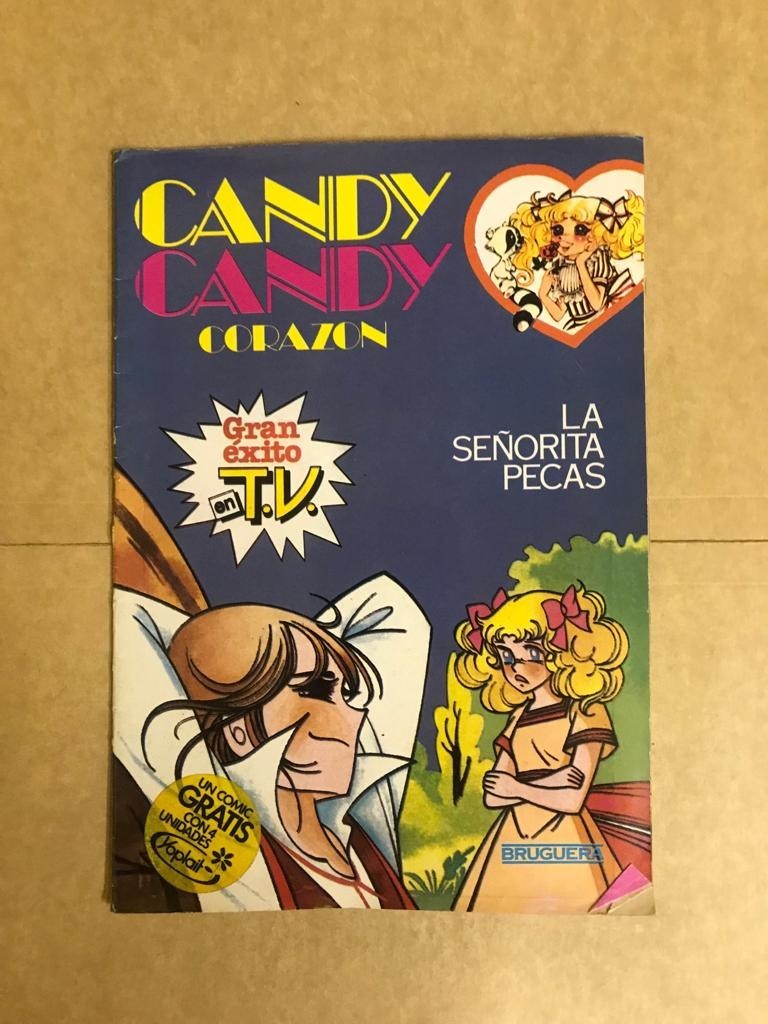 CANDY
CANDY
CORAZON
Gran
éxito
en T.V.
LA
SEÑORITA
PECAS
UN COMIC
GRATIS
CON 4
UNIDADES
Yoplait
BRUGUERA